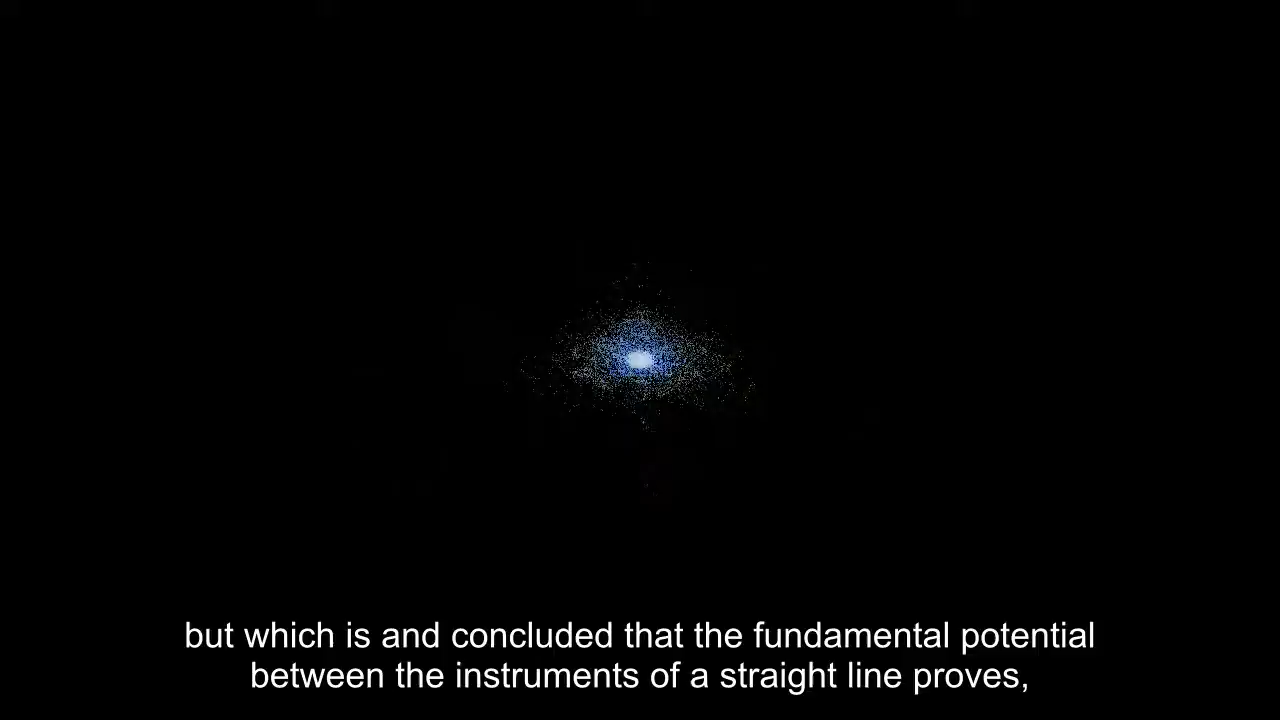 but which is and concluded that the fundamental potential
between the instruments of a straight line proves,